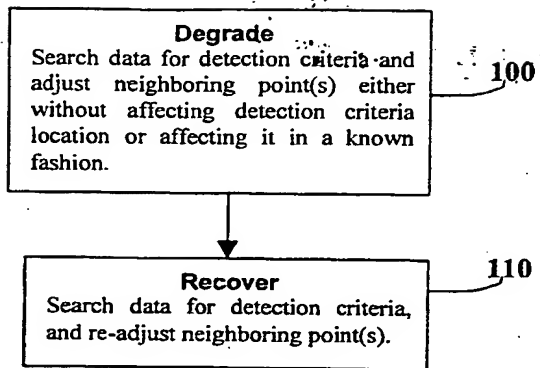 Degrade
Search data for detection criteria and
adjust neighboring point(s) either
without affecting detection criteria
location or affecting it in a known
fashion.
100
Recover
Search data for detection criteria,
and re-adjust neighboring point(s).
110